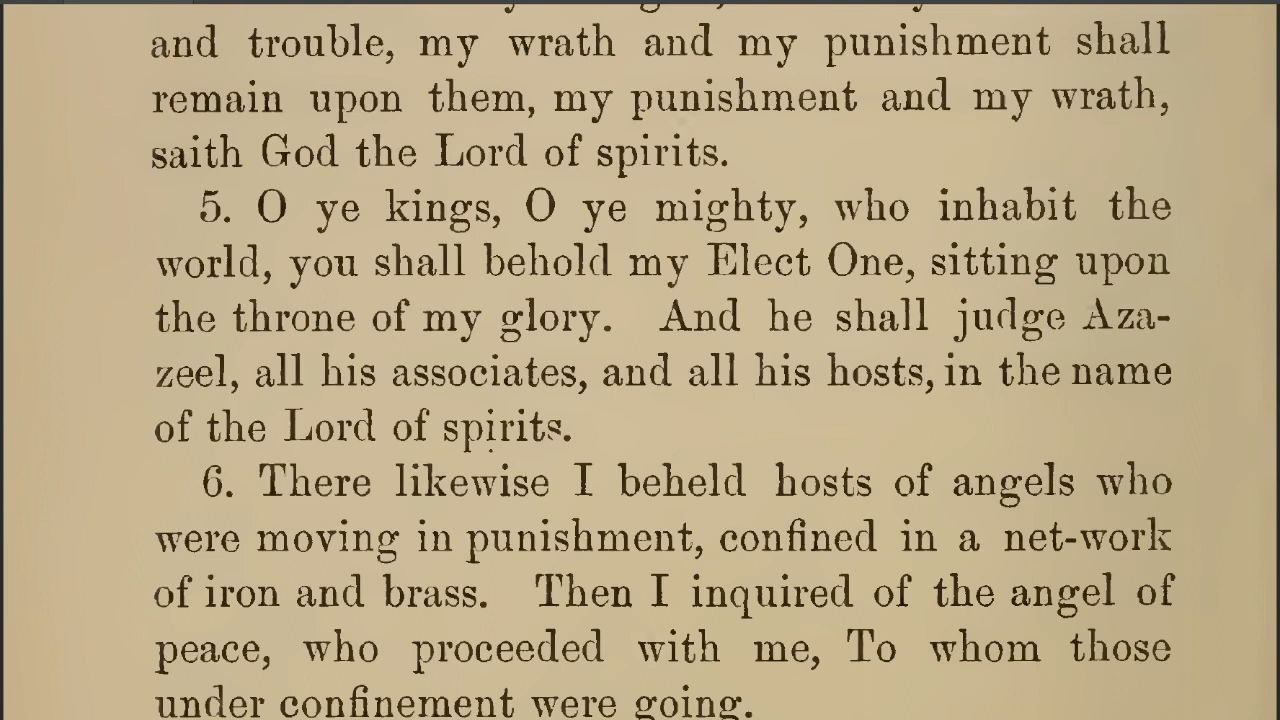 and trouble, my wrath and my punishment shall
remain upon them, my punishment and my wrath,
saith God the Lord of spirits.
5. O ye kings, O ye mighty, who inhabit the
world, you shall behold my Elect One, sitting upon
the throne of my glory. And he shall judge Aza-
zeel, all his associates, and all his hosts, in the name
of the Lord of spirits.
6. There likewise I beheld hosts of angels who
were moving in punishment, confined in a net-work
of iron and brass. Then I inquired of the angel of
peace, who proceeded with me, To whom those
under confinement were going.